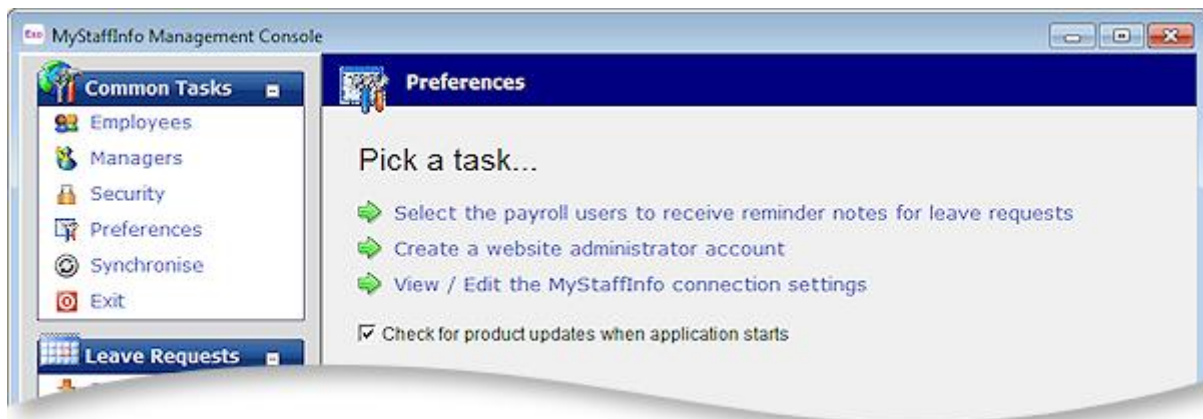 Exo MyStaffInfo Management Console
Common Tasks
Employees
Managers
Security
Preferences
Synchronise
Exit
Leave Requests
Preferences
Pick a task...
Select the payroll users to receive reminder notes for leave requests
Create a website administrator account
View / Edit the MyStaffInfo connection settings
Check for product updates when application starts